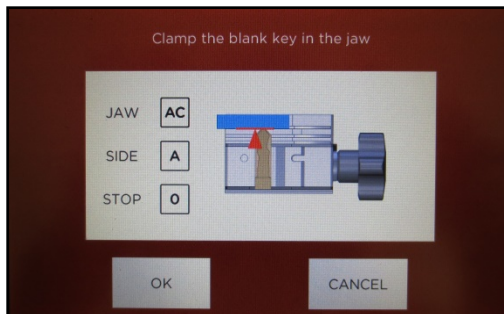 Clamp the blank key in the jaw
JAW AC
SIDE A
STOP 0
OK CANCEL